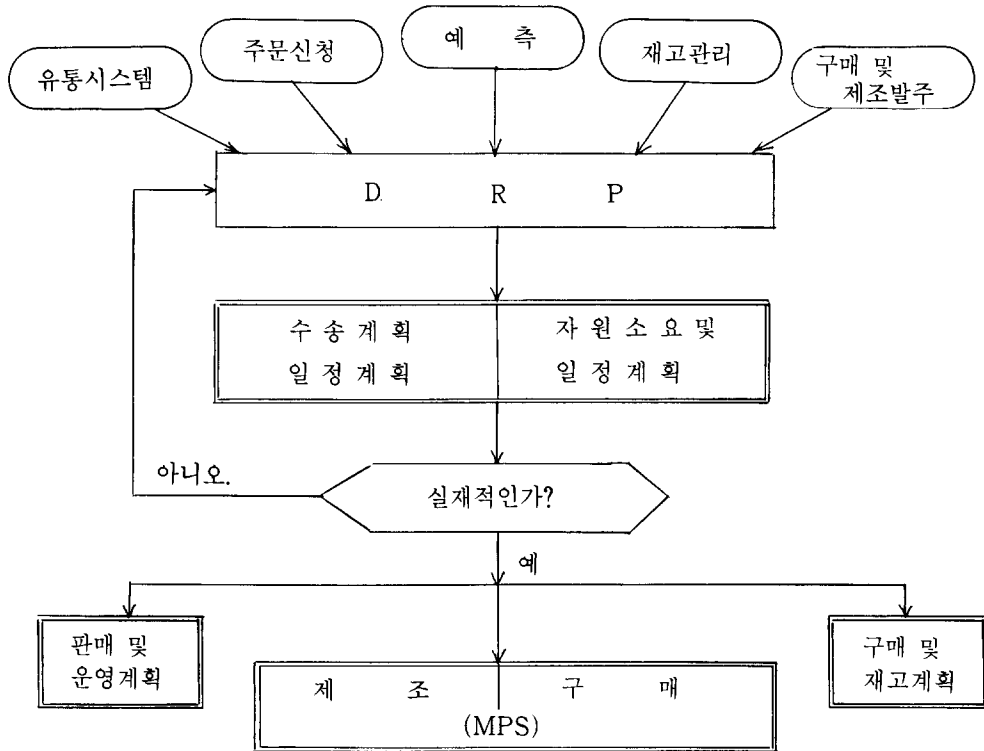 유통시스템
주문신청
예 측
재고관리
구매 및
제조발주
D. R P
수송계획
일정계획
자원소요및
일정계획
아니오.
실재적인가?
예
판매 및
운영계획
제 조 구 매
(MPS)
구매 및
재고계획